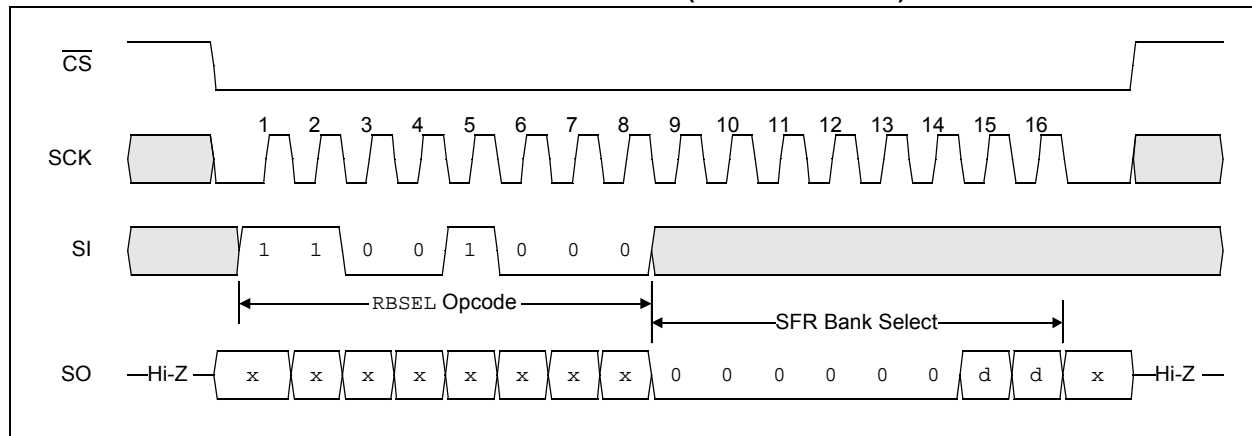 CS
1 2 3 4 5 6 7 8 9 10 11 12 13 14 15 16
SCK
SI 1 1 0 0 1 0 0 0
RBSEL Opcode
SFR Bank Select
SO Hi-Z x x x x x x x x 0 0 0 0 0 0 d d x Hi-Z